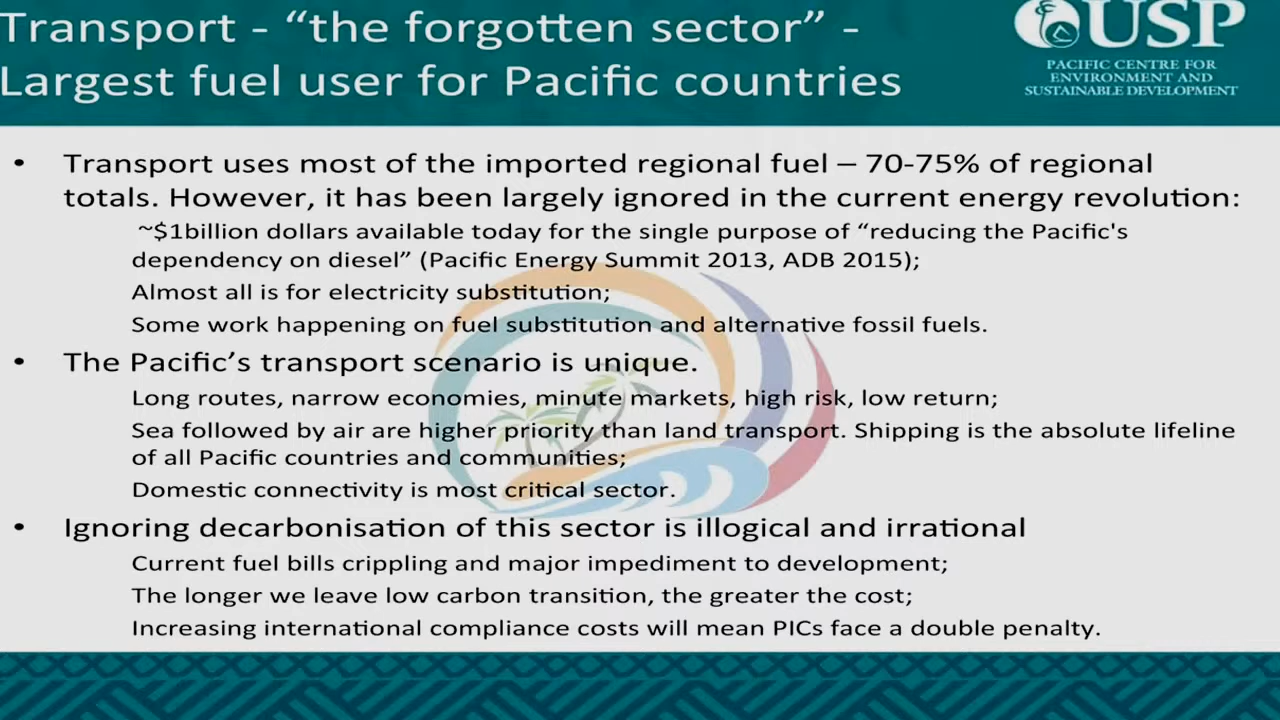 Transport - “the forgotten sector” -
Largest fuel user for Pacific countries
USP
PACIFIC CENTRE FOR
ENVIRONMENT AND
SUSTAINABLE DEVELOPMENT
• Transport uses most of the imported regional fuel – 70-75% of regional
totals. However, it has been largely ignored in the current energy revolution:
~$1billion dollars available today for the single purpose of “reducing the Pacific's
dependency on diesel” (Pacific Energy Summit 2013, ADB 2015);
Almost all is for electricity substitution;
Some work happening on fuel substitution and alternative fossil fuels.
• The Pacific’s transport scenario is unique.
Long routes, narrow economies, minute markets, high risk, low return;
Sea followed by air are higher priority than land transport. Shipping is the absolute lifeline
of all Pacific countries and communities;
Domestic connectivity is most critical sector.
• Ignoring decarbonisation of this sector is illogical and irrational
Current fuel bills crippling and major impediment to development;
The longer we leave low carbon transition, the greater the cost;
Increasing international compliance costs will mean PICs face a double penalty.